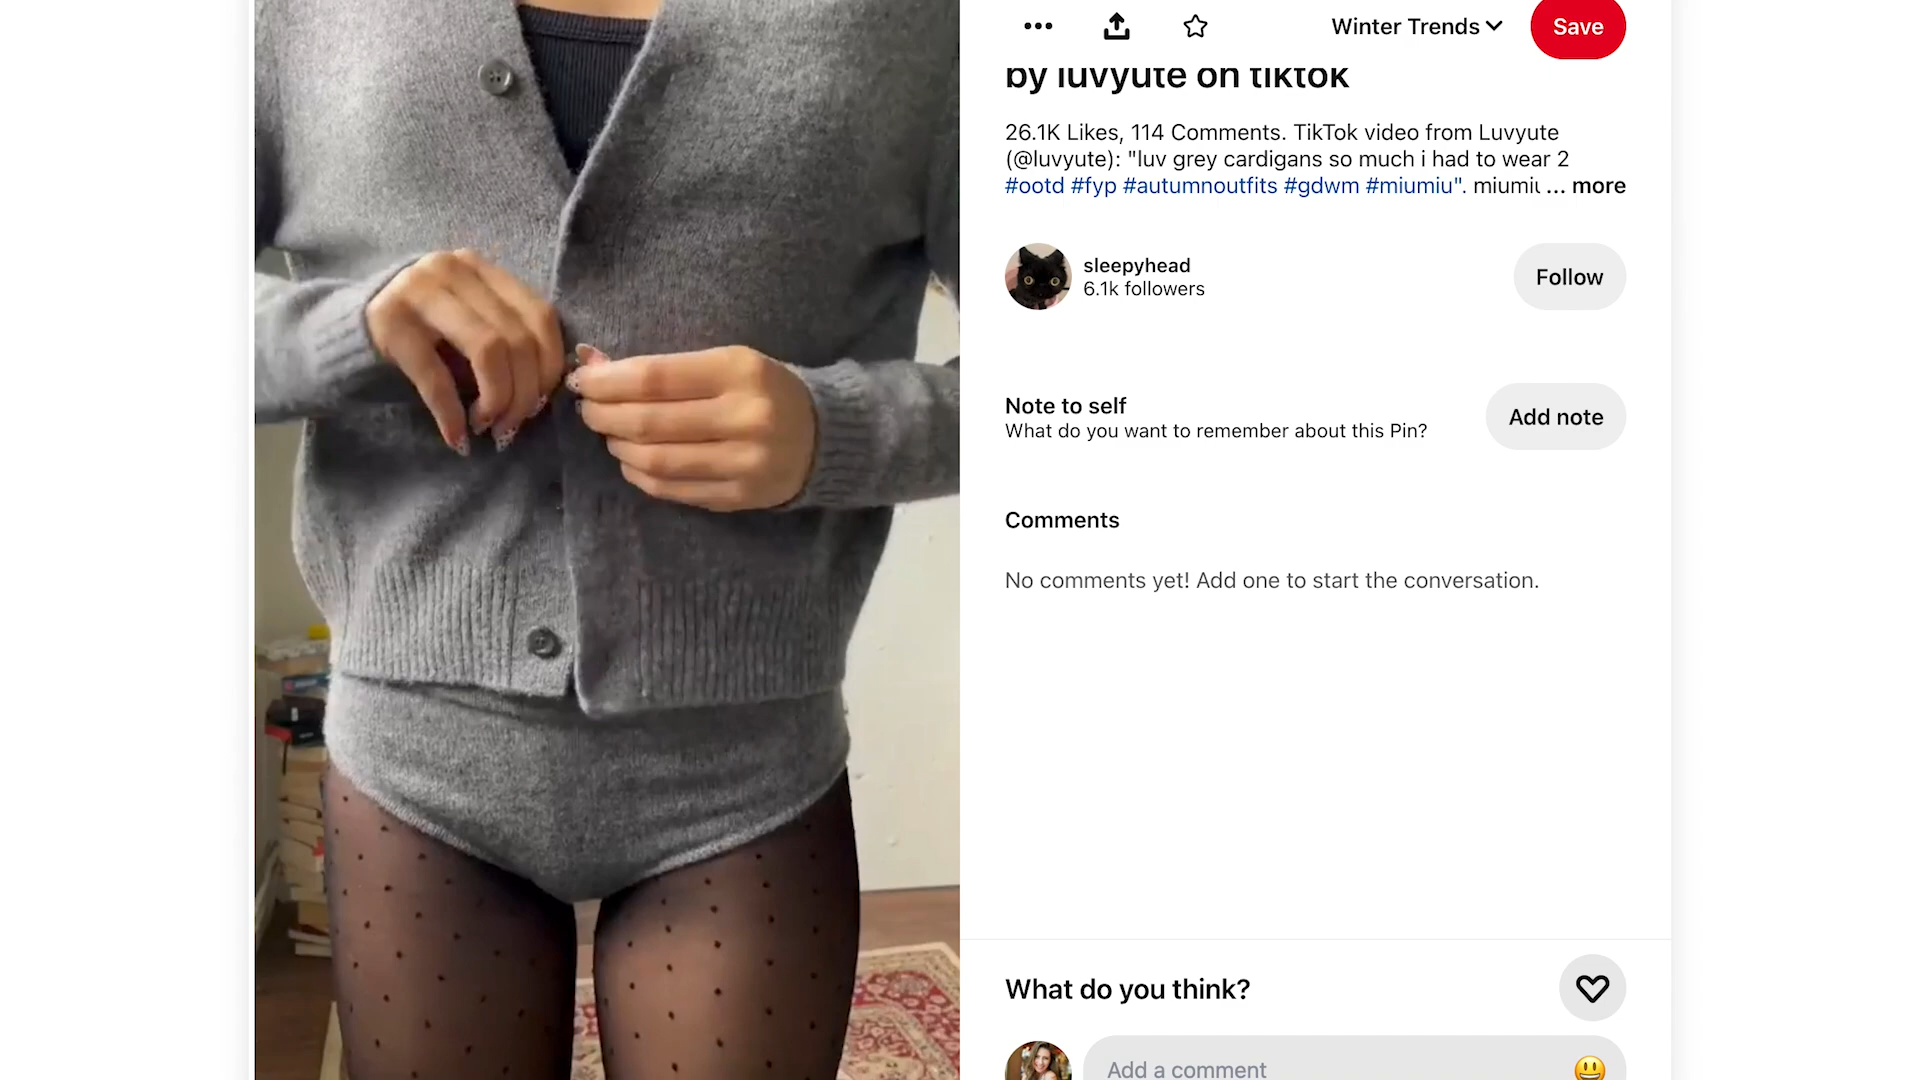 Winter Trends
Save
by luvyute on tiktok
26.1K Likes, 114 Comments. TikTok video from Luvyute
(@luvyute): "luv grey cardigans so much i had to wear 2
#ootd #fyp #autumnoutfits #gdwm #miumiu". miumiu ... more
sleepyhead
6.1k followers
Follow
Note to self
What do you want to remember about this Pin?
Add note
Comments
No comments yet! Add one to start the conversation.
What do you think?
Add a comment